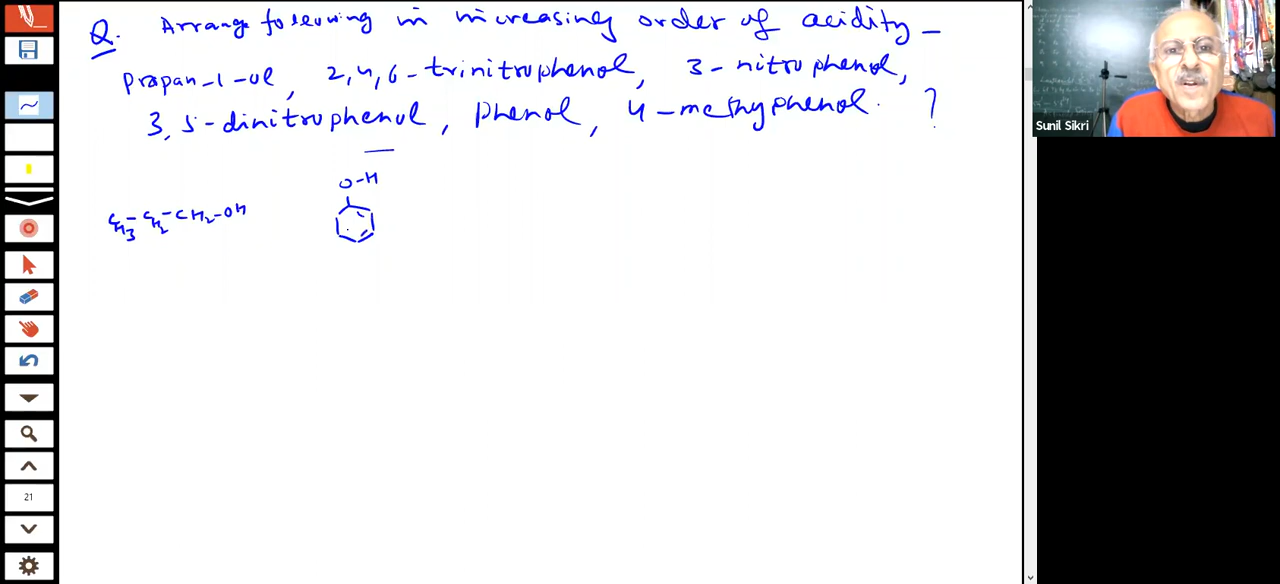 Q. Arrange following in increasing order of acidity -
Propan-1-ol, 2,4,6-trinitrophenol, 3-nitrophenol,
3,5-dinitrophenol, phenol, 4-methyphenol. ?
O-H
CH3-CH2-CH2-OH
Sunil Sikri
21